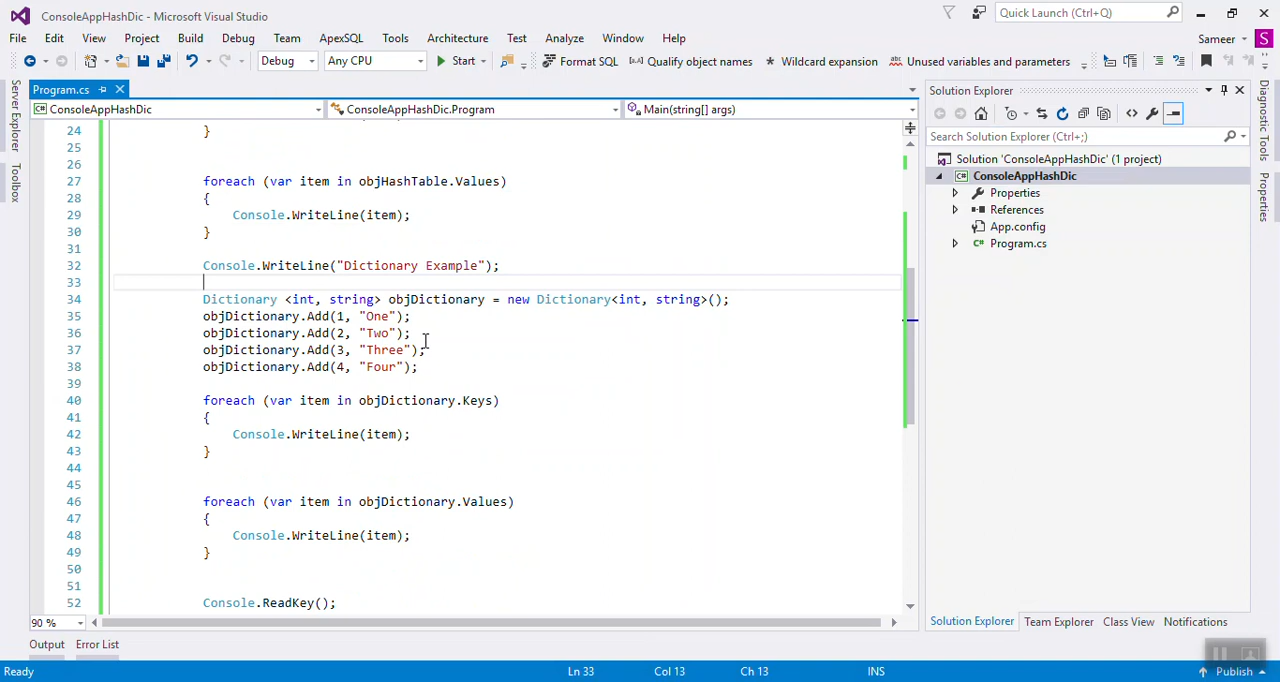 ConsoleAppHashDic - Microsoft Visual Studio
Quick Launch (Ctrl+Q)
File Edit View Project Build Debug Team ApexSQL Tools Architecture Test Analyze Window Help
Sameer S
Debug Any CPU Start Format SQL Qualify object names Wildcard expansion Unused variables and parameters
Program.cs
Solution Explorer
ConsoleAppHashDic ConsoleAppHashDic.Program Main(string[] args)
Search Solution Explorer (Ctrl+;)
Solution 'ConsoleAppHashDic' (1 project)
C# ConsoleAppHashDic
Properties
References
App.config
C# Program.cs
Server Explorer
Toolbox
Diagnostic Tools
Properties
24 }
25
26
27 foreach (var item in objHashTable.Values)
28 {
29 Console.WriteLine(item);
30 }
31
32 Console.WriteLine("Dictionary Example");
33
34 Dictionary <int, string> objDictionary = new Dictionary<int, string>();
35 objDictionary.Add(1, "One");
36 objDictionary.Add(2, "Two");
37 objDictionary.Add(3, "Three");
38 objDictionary.Add(4, "Four");
39
40 foreach (var item in objDictionary.Keys)
41 {
42 Console.WriteLine(item);
43 }
44
45
46 foreach (var item in objDictionary.Values)
47 {
48 Console.WriteLine(item);
49 }
50
51
52 Console.ReadKey();
90 %
Solution Explorer Team Explorer Class View Notifications
Output Error List
Ready Ln 33 Col 13 Ch 13 INS Publish